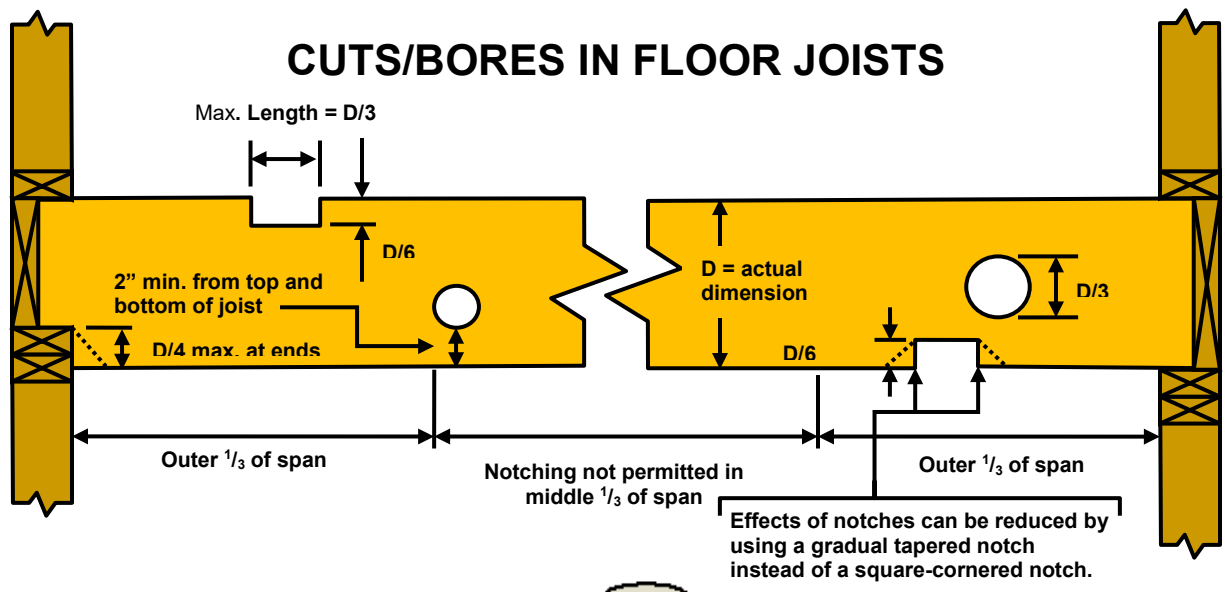 CUTS/BORES IN FLOOR JOISTS
Max. Length = D/3
D/6
2” min. from top and
bottom of joist
D/4 max. at ends
D = actual
dimension
D/3
D/6
Outer 1/3 of span
Notching not permitted in
middle 1/3 of span
Outer 1/3 of span
Effects of notches can be reduced by
using a gradual tapered notch
instead of a square-cornered notch.